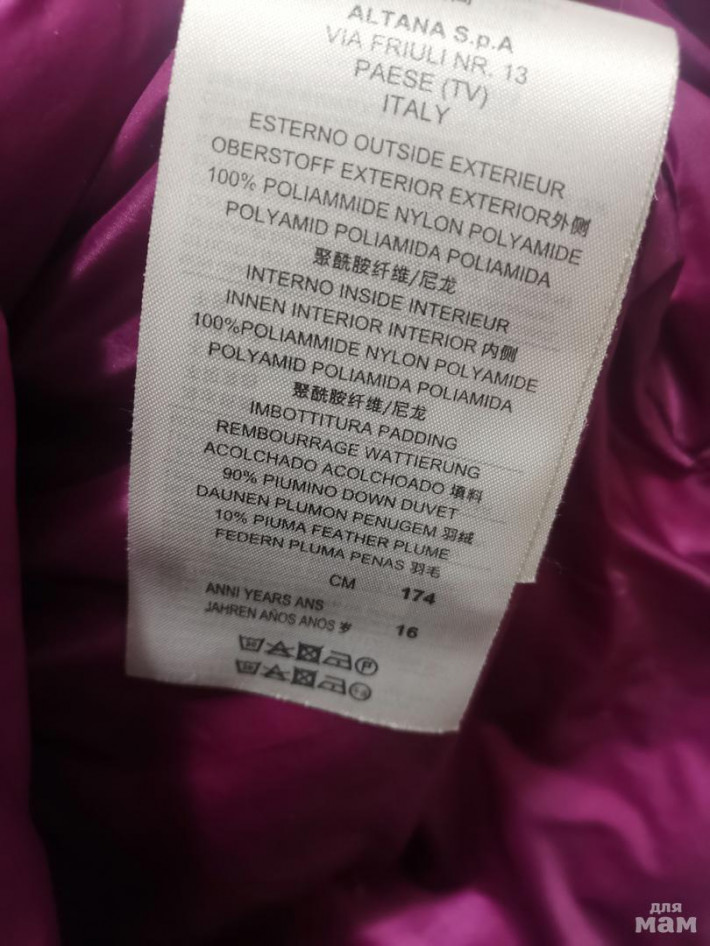 ALTANA S.p.A
VIA FRIULI NR. 13
PAESE (TV)
ITALY
ESTERNO OUTSIDE EXTERIEUR
OBERSTOFF EXTERIOR EXTERIOR外侧
100% POLIAMMIDE NYLON POLYAMIDE
POLYAMID POLIAMIDA POLIAMIDA
聚酰胺纤维/尼龙
INTERNO INSIDE INTERIEUR
INNEN INTERIOR INTERIOR 内侧
100%POLIAMMIDE NYLON POLYAMIDE
POLYAMID POLIAMIDA POLIAMIDA
聚酰胺纤维/尼龙
IMBOTTITURA PADDING
REMBOURRAGE WATTIERUNG
ACOLCHADO ACOLCHOADO 填料
90% PIUMINO DOWN DUVET
DAUNEN PLUMON PENUGEM 羽绒
10% PIUMA FEATHER PLUME
FEDERN PLUMA PENAS 羽毛
CM 174
ANNI YEARS ANS
JAHREN AÑOS ANOS 岁 16
для
мам